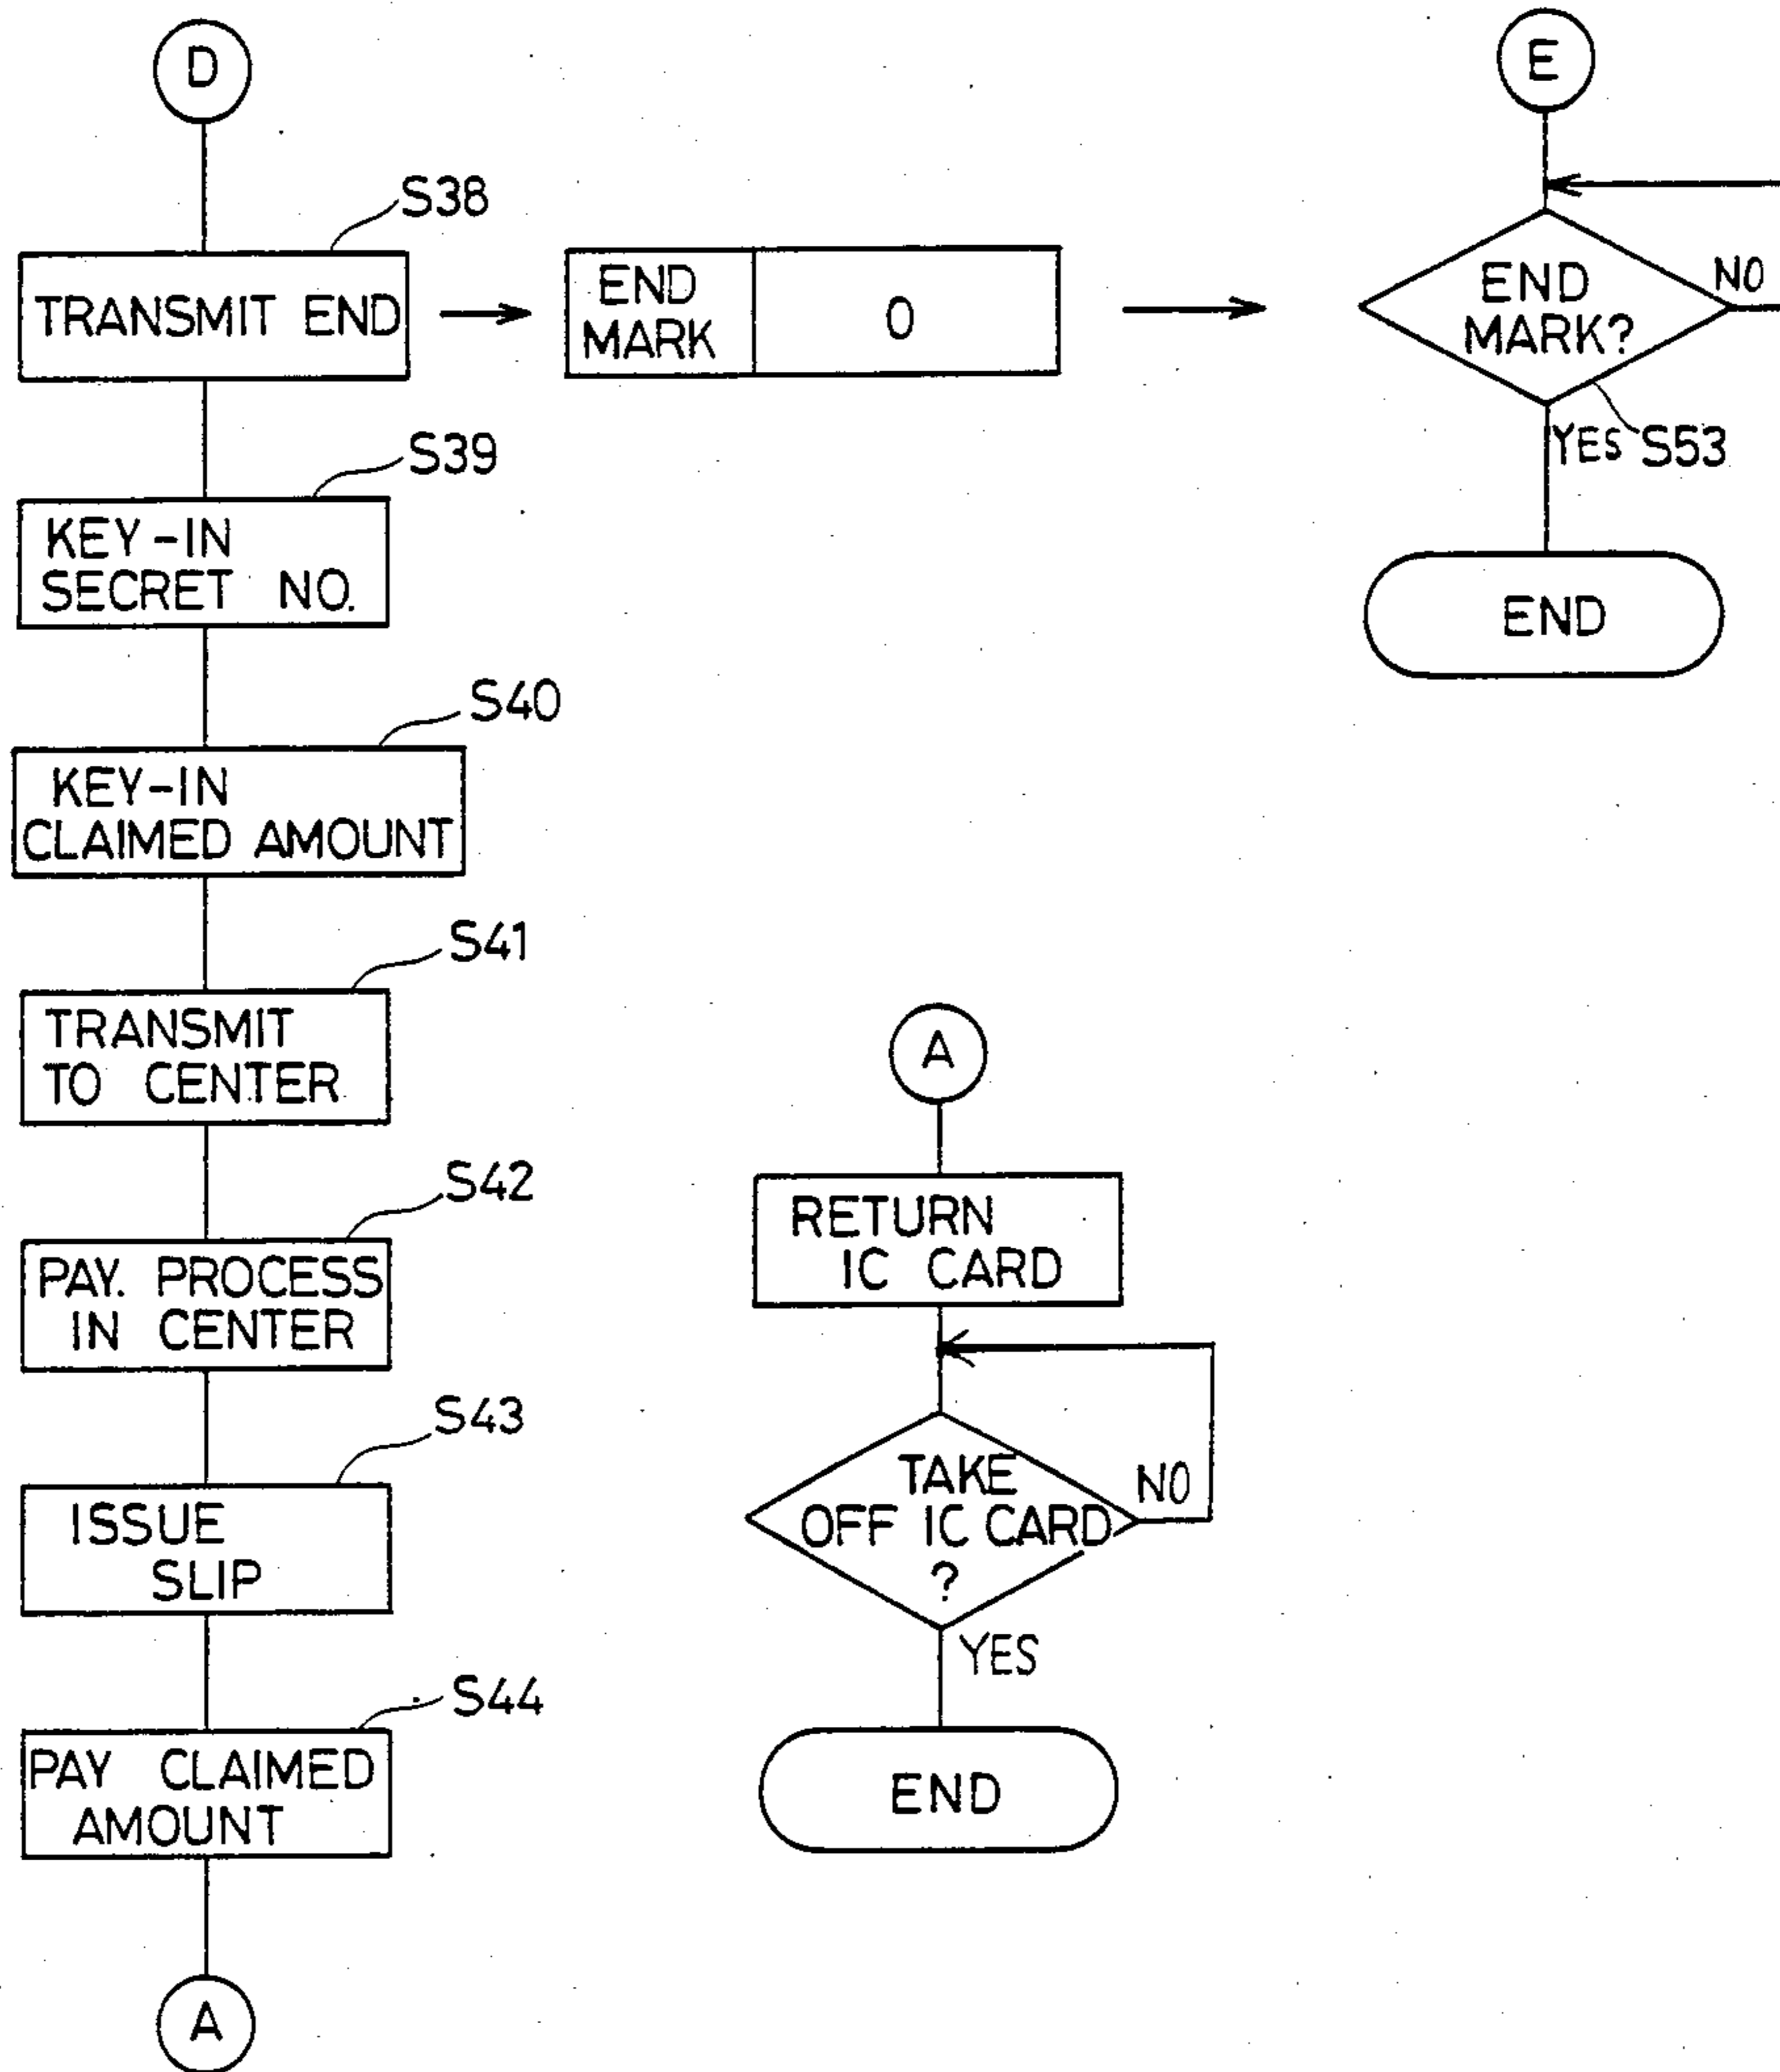 D
S38
TRANSMIT END
END
MARK
0
E
END
MARK?
NO
YES
S53
END
S39
KEY-IN
SECRET NO.
S40
KEY-IN
CLAIMED AMOUNT
S41
TRANSMIT
TO CENTER
S42
PAY. PROCESS
IN CENTER
S43
ISSUE
SLIP
S44
PAY CLAIMED
AMOUNT
A
A
RETURN
IC CARD
TAKE
OFF IC CARD
?
NO
YES
END